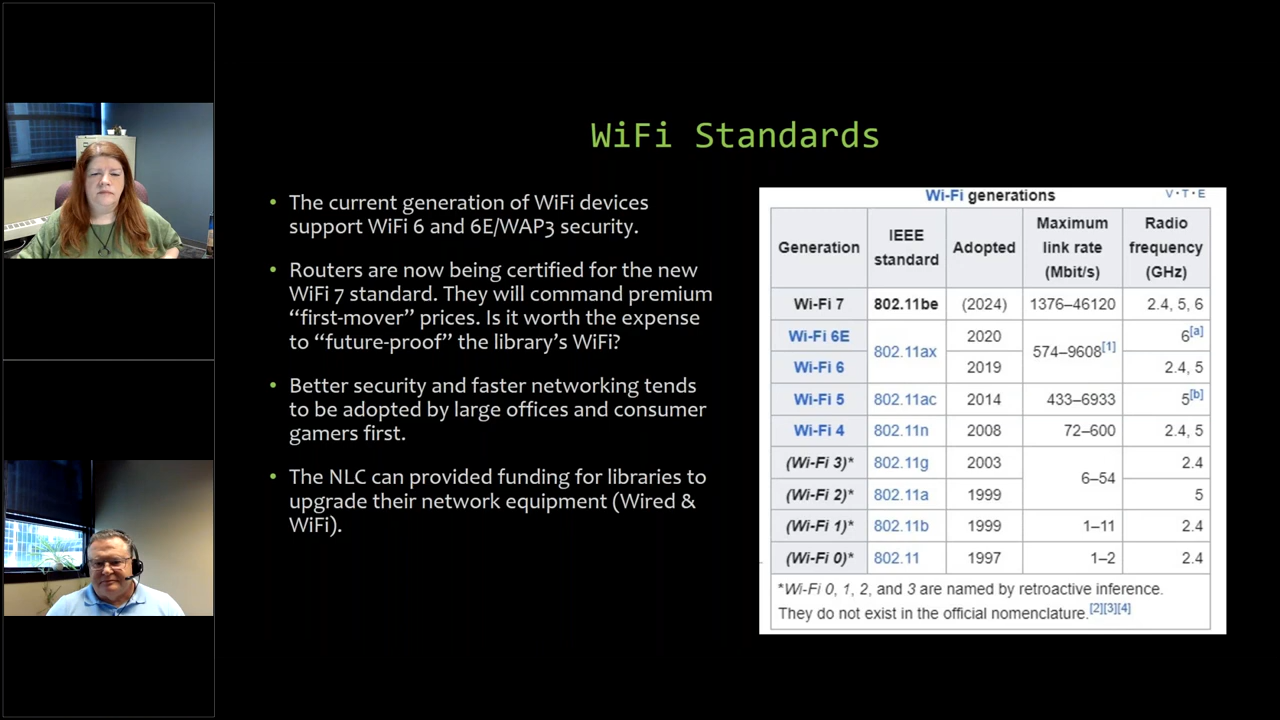 WiFi Standards
• The current generation of WiFi devices
support WiFi 6 and 6E/WAP3 security.
• Routers are now being certified for the new
WiFi 7 standard. They will command premium
“first-mover” prices. Is it worth the expense
to “future-proof” the library’s WiFi?
• Better security and faster networking tends
to be adopted by large offices and consumer
gamers first.
• The NLC can provided funding for libraries to
upgrade their network equipment (Wired &
WiFi).
Wi-Fi generations V·T·E
Generation IEEE standard Adopted Maximum link rate (Mbit/s) Radio frequency (GHz)
Wi-Fi 7 802.11be (2024) 1376–46120 2.4, 5, 6
Wi-Fi 6E 802.11ax 2020 574–9608[1] 6[a]
Wi-Fi 6 2019 2.4, 5
Wi-Fi 5 802.11ac 2014 433–6933 5[b]
Wi-Fi 4 802.11n 2008 72–600 2.4, 5
(Wi-Fi 3)* 802.11g 2003 6–54 2.4
(Wi-Fi 2)* 802.11a 1999 5
(Wi-Fi 1)* 802.11b 1999 1–11 2.4
(Wi-Fi 0)* 802.11 1997 1–2 2.4
*Wi-Fi 0, 1, 2, and 3 are named by retroactive inference.
They do not exist in the official nomenclature.[2][3][4]